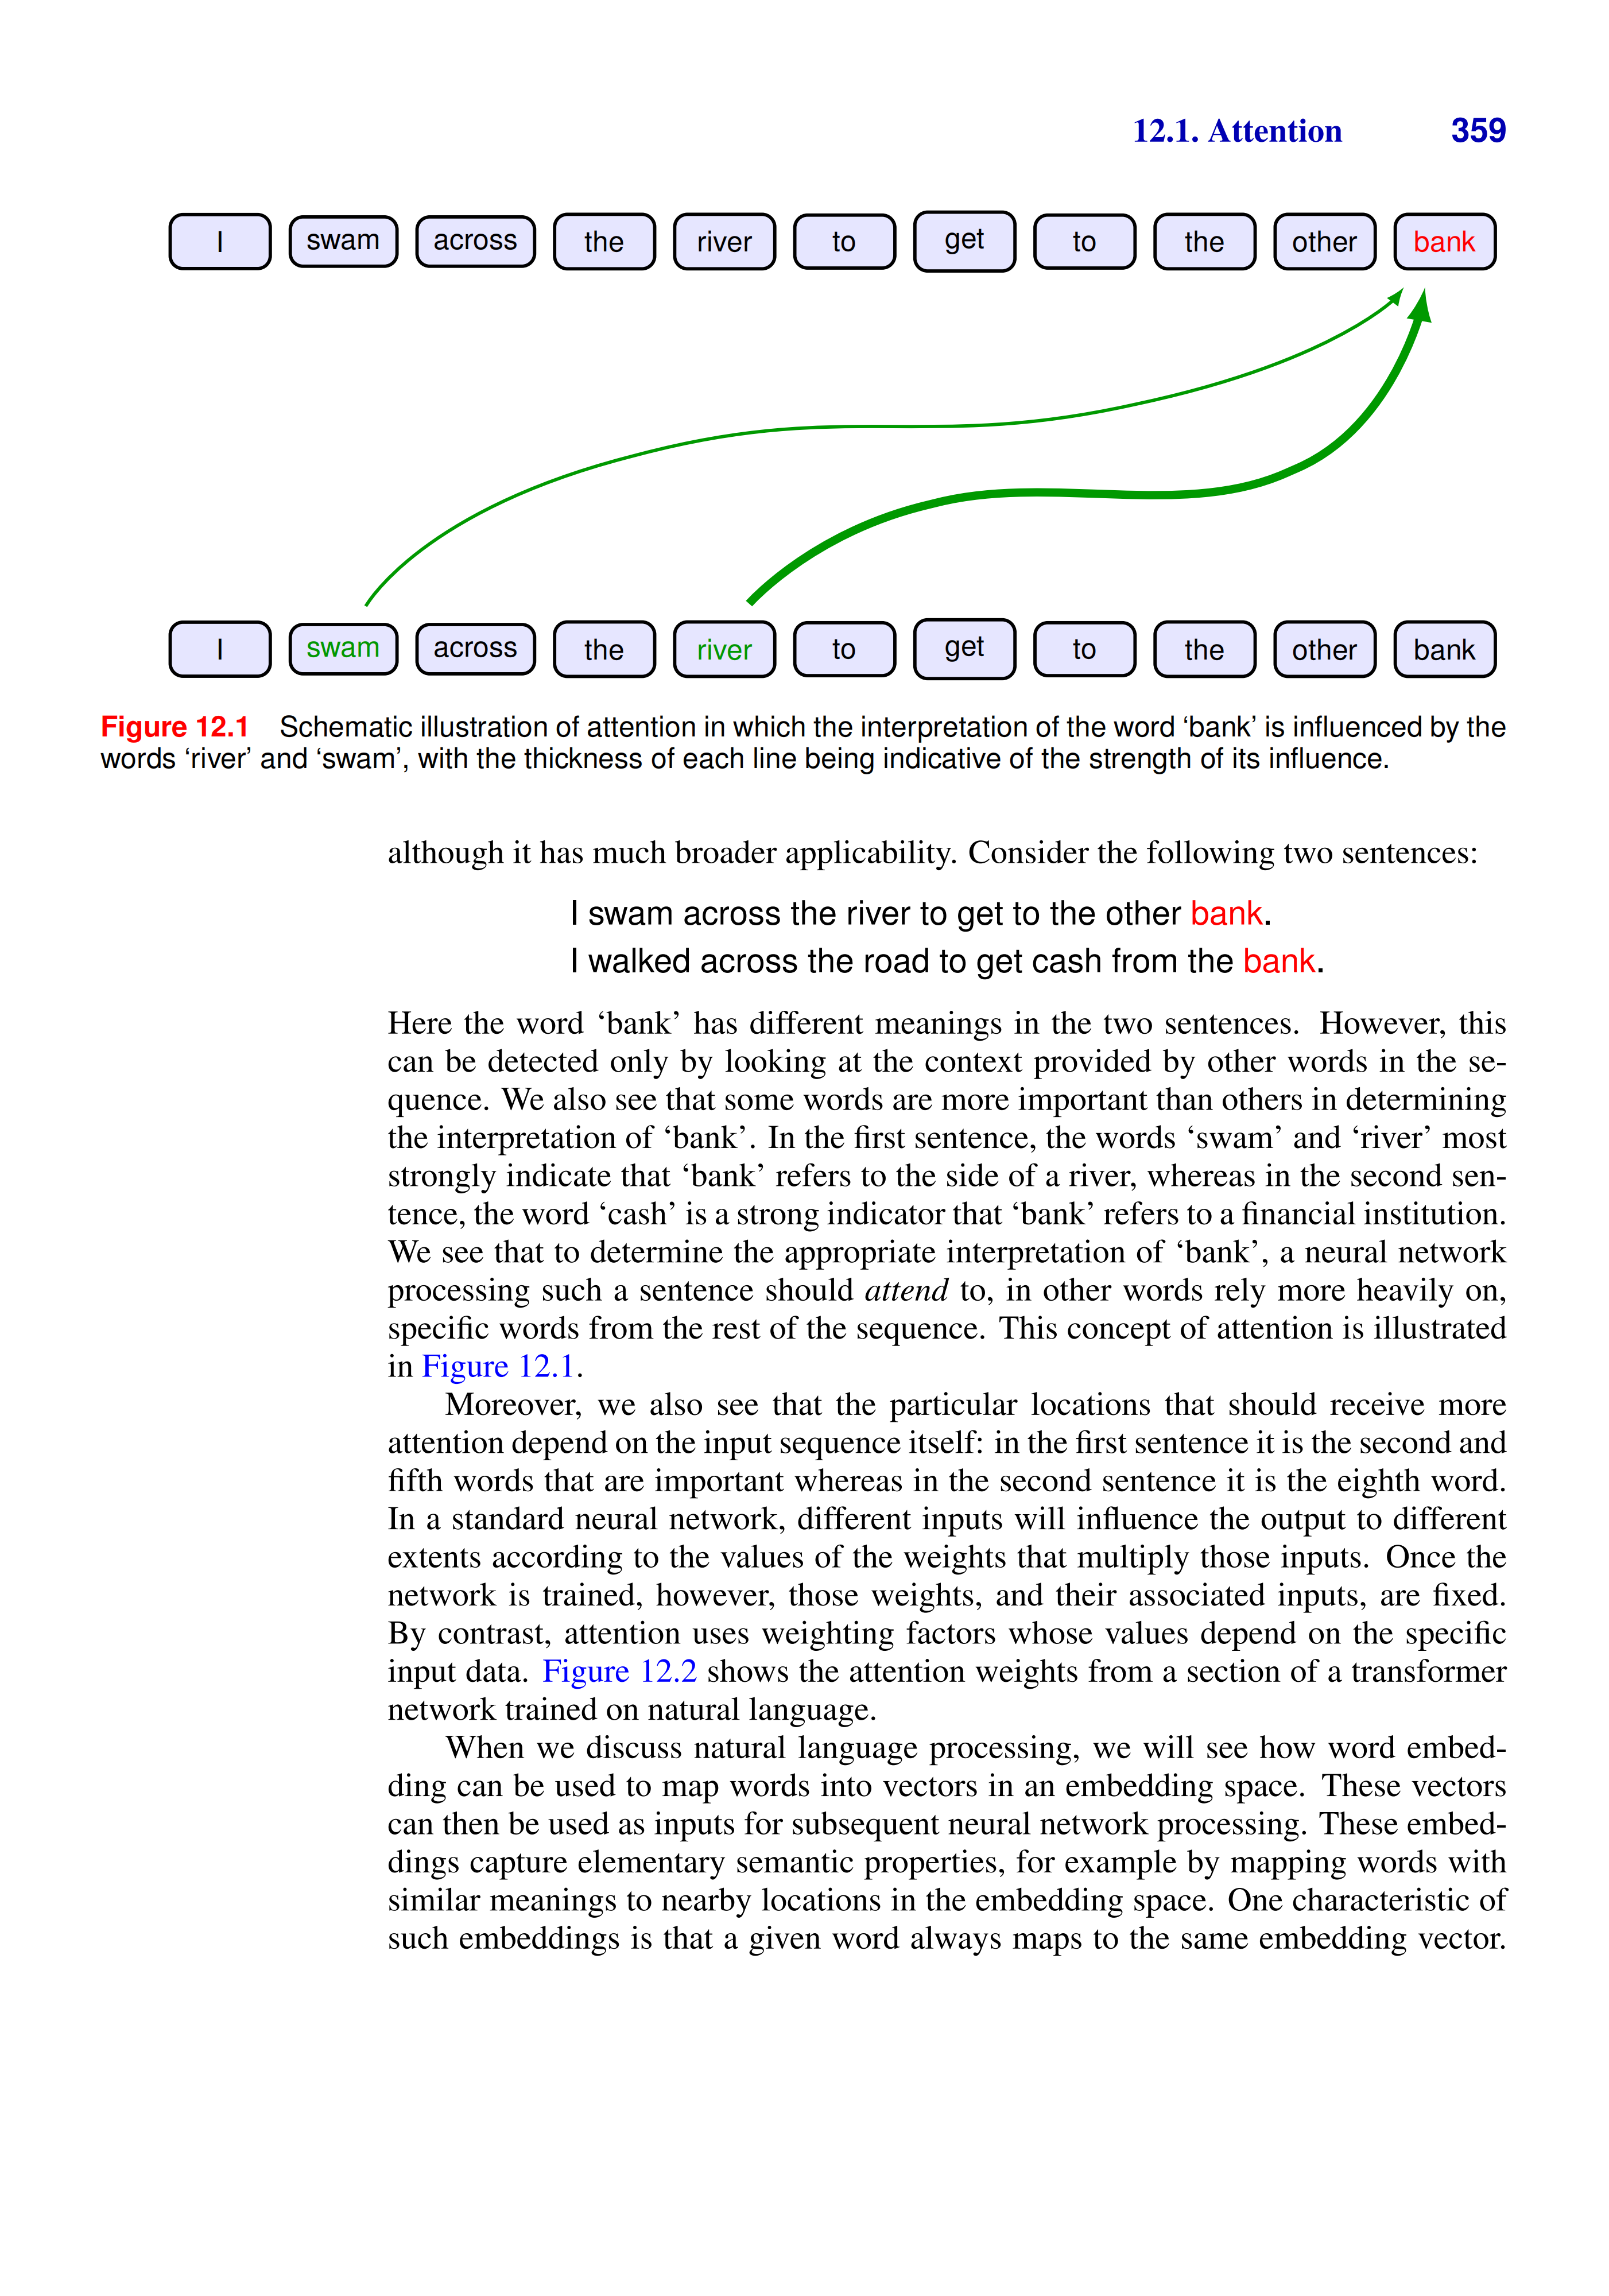 12.1. Attention 359
I swam across the river to get to the other bank
I swam across the river to get to the other bank
Figure 12.1 Schematic illustration of attention in which the interpretation of the word ‘bank’ is influenced by the
words ‘river’ and ‘swam’, with the thickness of each line being indicative of the strength of its influence.
although it has much broader applicability. Consider the following two sentences:
I swam across the river to get to the other bank.
I walked across the road to get cash from the bank.
Here the word ‘bank’ has different meanings in the two sentences. However, this
can be detected only by looking at the context provided by other words in the se-
quence. We also see that some words are more important than others in determining
the interpretation of ‘bank’. In the first sentence, the words ‘swam’ and ‘river’ most
strongly indicate that ‘bank’ refers to the side of a river, whereas in the second sen-
tence, the word ‘cash’ is a strong indicator that ‘bank’ refers to a financial institution.
We see that to determine the appropriate interpretation of ‘bank’, a neural network
processing such a sentence should attend to, in other words rely more heavily on,
specific words from the rest of the sequence. This concept of attention is illustrated
in Figure 12.1.
Moreover, we also see that the particular locations that should receive more
attention depend on the input sequence itself: in the first sentence it is the second and
fifth words that are important whereas in the second sentence it is the eighth word.
In a standard neural network, different inputs will influence the output to different
extents according to the values of the weights that multiply those inputs. Once the
network is trained, however, those weights, and their associated inputs, are fixed.
By contrast, attention uses weighting factors whose values depend on the specific
input data. Figure 12.2 shows the attention weights from a section of a transformer
network trained on natural language.
When we discuss natural language processing, we will see how word embed-
ding can be used to map words into vectors in an embedding space. These vectors
can then be used as inputs for subsequent neural network processing. These embed-
dings capture elementary semantic properties, for example by mapping words with
similar meanings to nearby locations in the embedding space. One characteristic of
such embeddings is that a given word always maps to the same embedding vector.